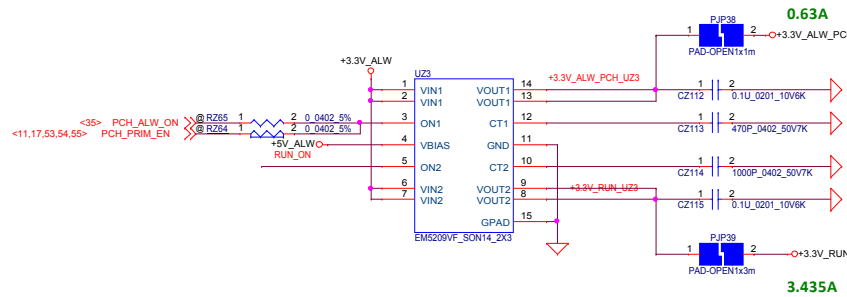 0.63A
PJP38
1 2 +3.3V_ALW_PC
PAD-OPEN1x1m
+3.3V_ALW
UZ3
+3.3V_ALW_PCH_UZ3
1 VIN1 VOUT1 14
2 VIN1 VOUT1 13
1 2
CZ112 0.1U_0201_10V6K
<35> PCH_ALW_ON @ RZ65 1 2 0_0402_5%
<11,17,53,54,55> PCH_PRIM_EN @ RZ64 1 2 0_0402_5%
3 ON1 CT1 12
1 2
CZ113 470P_0402_50V7K
+5V_ALW
4 VBIAS GND 11
RUN_ON
5 ON2 CT2 10
1 2
CZ114 1000P_0402_50V7K
6 VIN2 VOUT2 9
+3.3V_RUN_UZ3
7 VIN2 VOUT2 8
1 2
CZ115 0.1U_0201_10V6K
GPAD 15
EM5209VF_SON14_2X3
PJP39
1 2 +3.3V_RUN
PAD-OPEN1x3m
3.435A